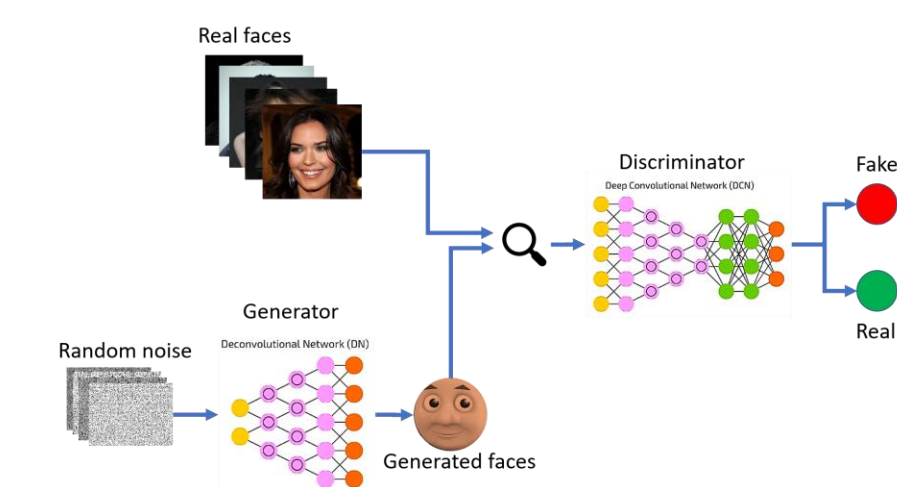 Real faces
Discriminator
Deep Convolutional Network (DCN)
Fake
Generator
Deconvolutional Network (DN)
Random noise
Generated faces
Real